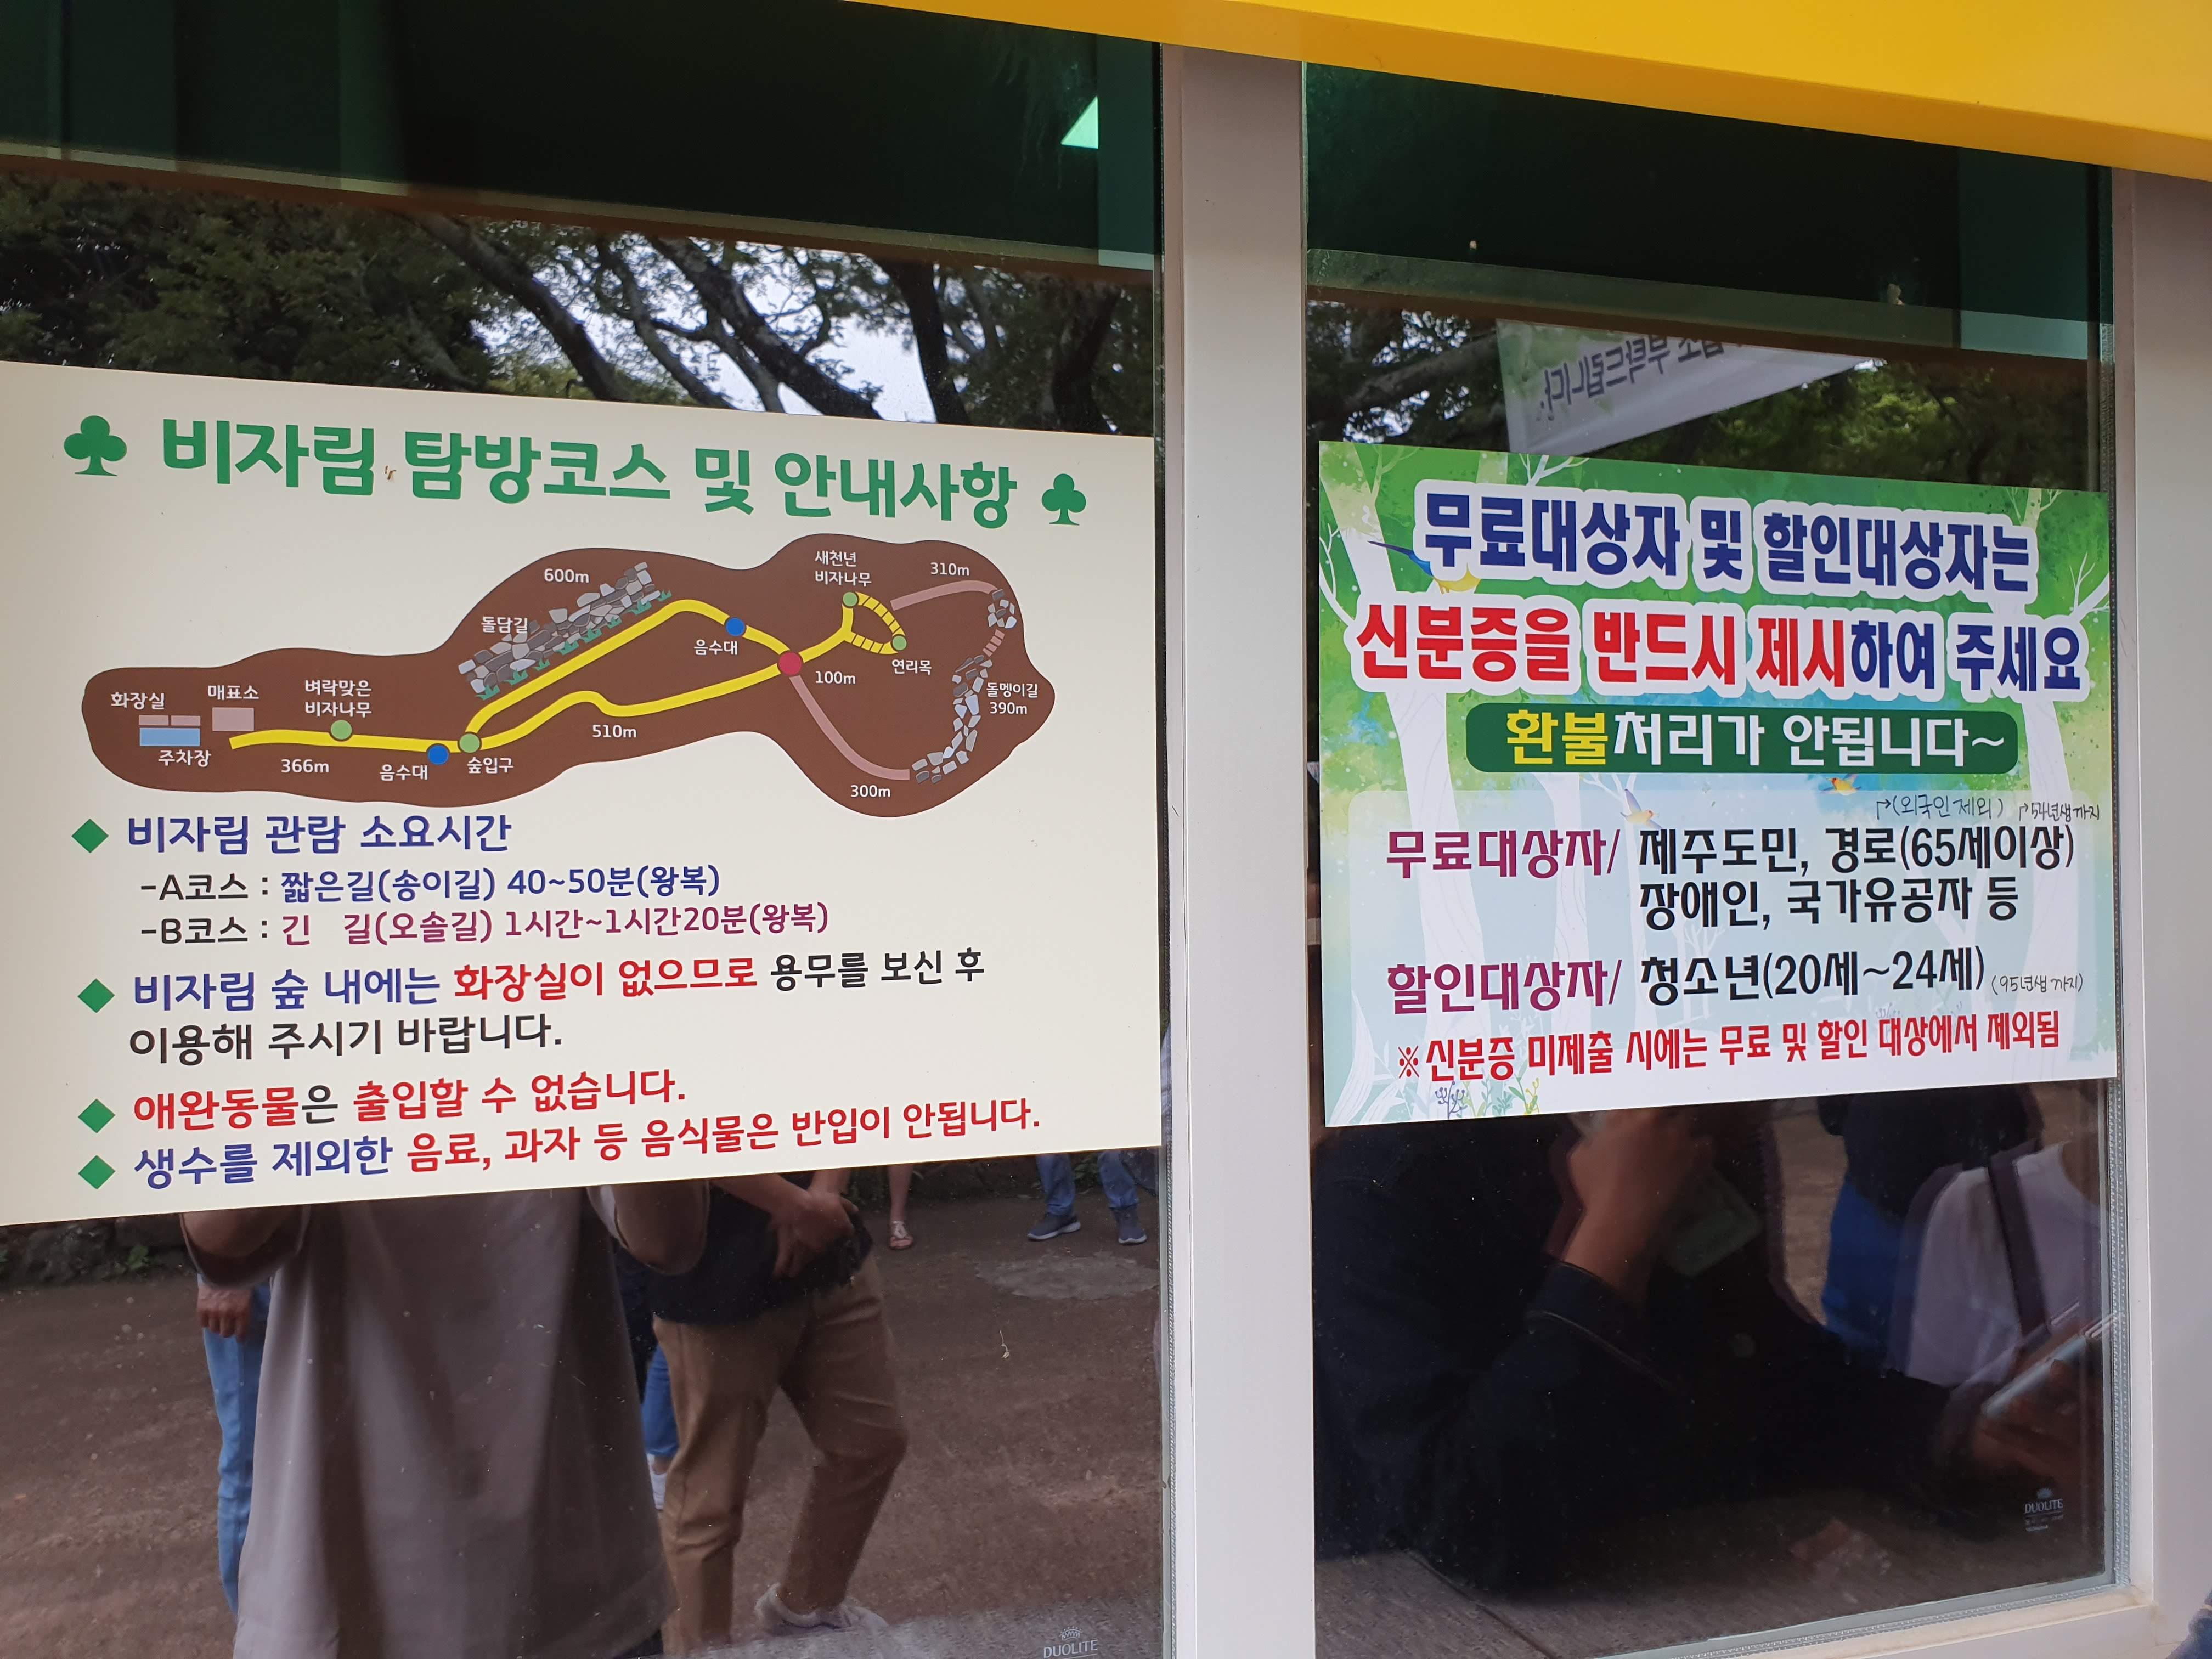 ♣ 비자림 탐방코스 및 안내사항 ♣
600m
돌담길
새천년
비자나무
310m
음수대
연리목
100m
돌멩이길
390m
화장실
매표소
벼락맞은
비자나무
주차장
366m
음수대
숲입구
510m
300m
◆ 비자림 관람 소요시간
-A코스 : 짧은길(송이길) 40~50분(왕복)
-B코스 : 긴 길(오솔길) 1시간~1시간20분(왕복)
◆ 비자림 숲 내에는 화장실이 없으므로 용무를 보신 후
이용해 주시기 바랍니다.
◆ 애완동물은 출입할 수 없습니다.
◆ 생수를 제외한 음료, 과자 등 음식물은 반입이 안됩니다.
DUOLITE
부탁드립니다.
무료대상자 및 할인대상자는
신분증을 반드시 제시하여 주세요
환불처리가 안됩니다~
(외국인 제외) 54년생까지
무료대상자/ 제주도민, 경로(65세이상)
장애인, 국가유공자 등
할인대상자/ 청소년(20세~24세) (95년생 까지)
※신분증 미제출 시에는 무료 및 할인 대상에서 제외됨
DUOLITE